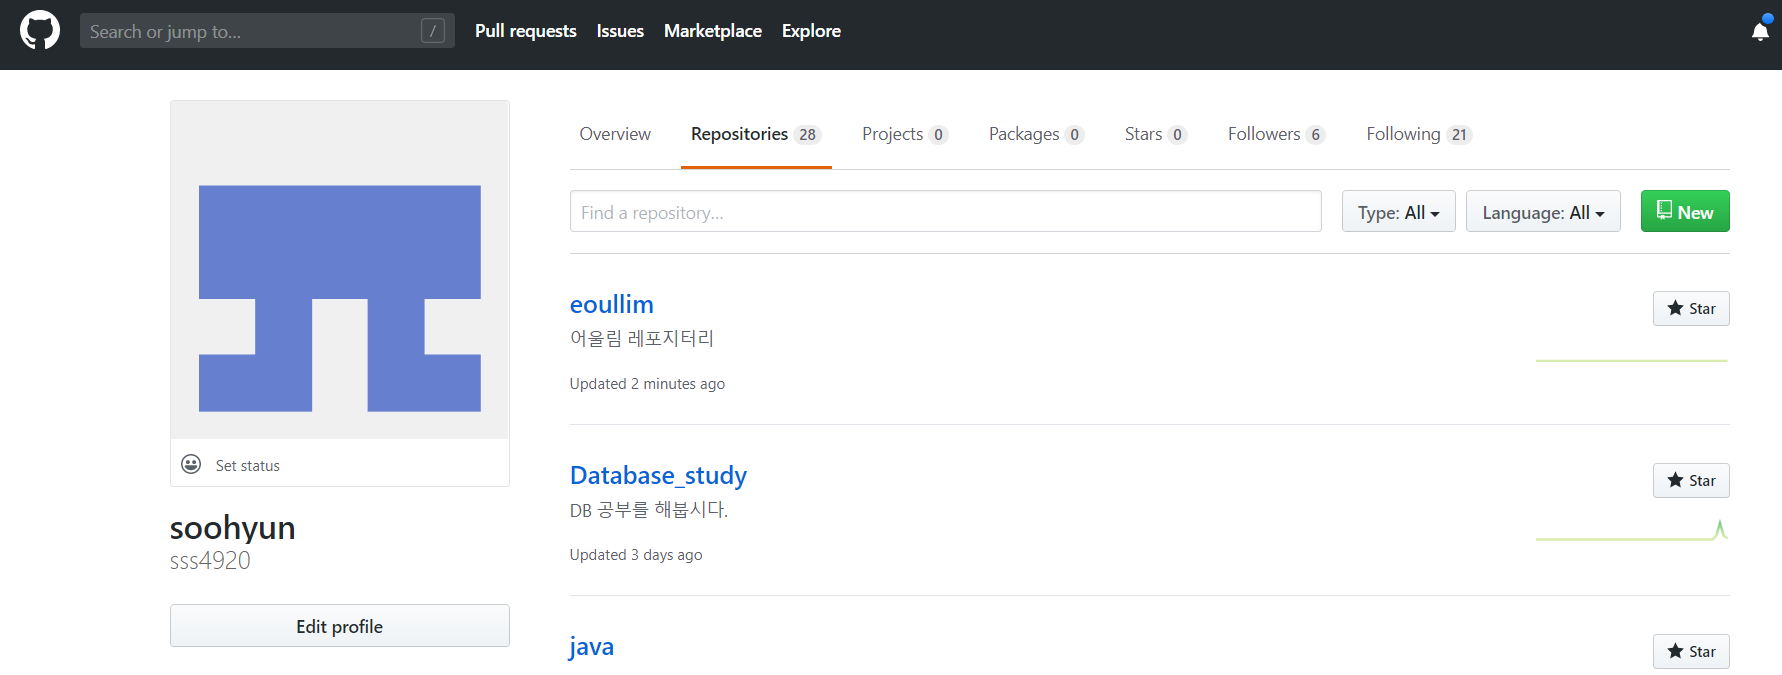 Search or jump to... / Pull requests Issues Marketplace Explore
Overview Repositories 28 Projects 0 Packages 0 Stars 0 Followers 6 Following 21
Find a repository... Type: All Language: All New
eoullim Star
어울림 레포지터리
Updated 2 minutes ago
Database_study Star
DB 공부를 해봅시다.
Updated 3 days ago
java Star
Set status
soohyun
sss4920
Edit profile